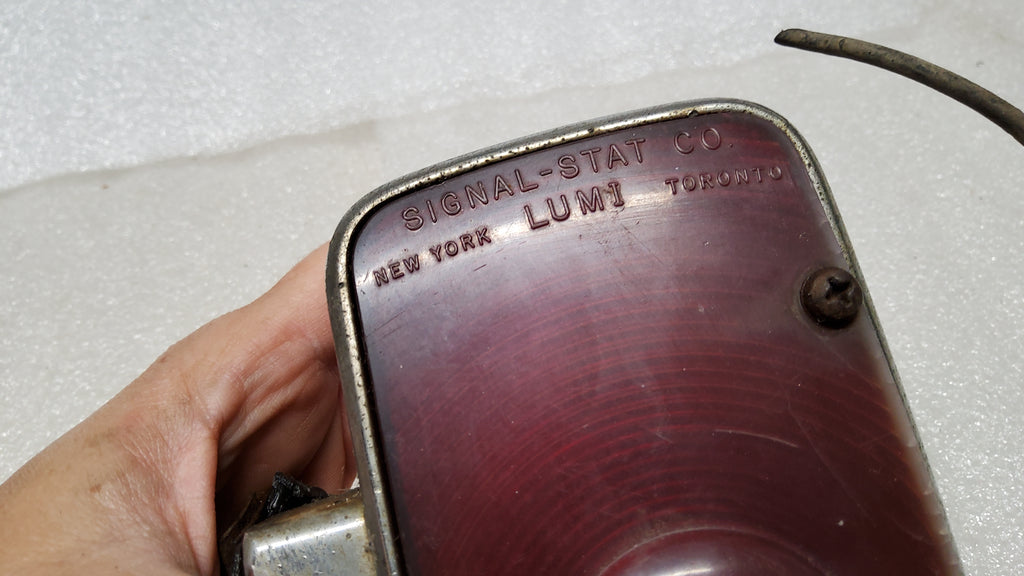 SIGNAL-STAT CO.
NEW YORK LUMI TORONTO